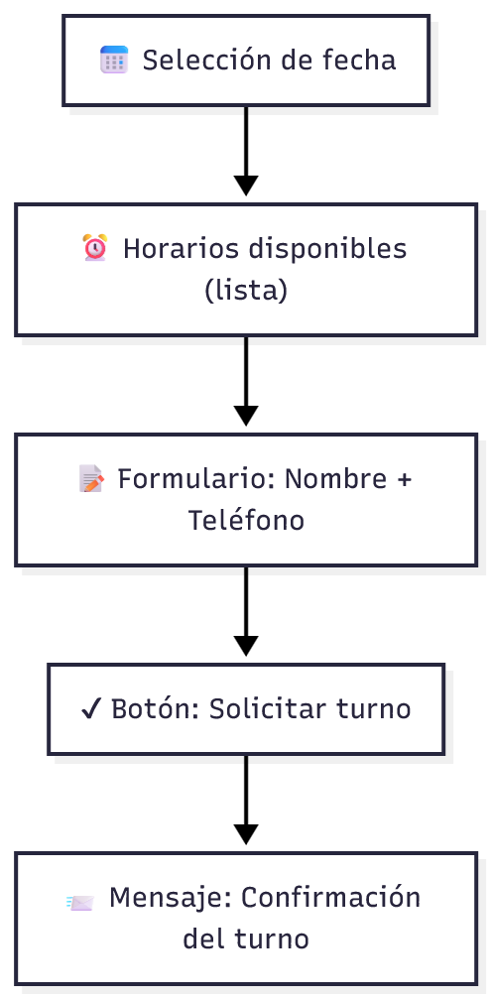 📅 Selección de fecha
⏰ Horarios disponibles
(lista)
📝 Formulario: Nombre +
Teléfono
✔ Botón: Solicitar turno
📨 Mensaje: Confirmación
del turno